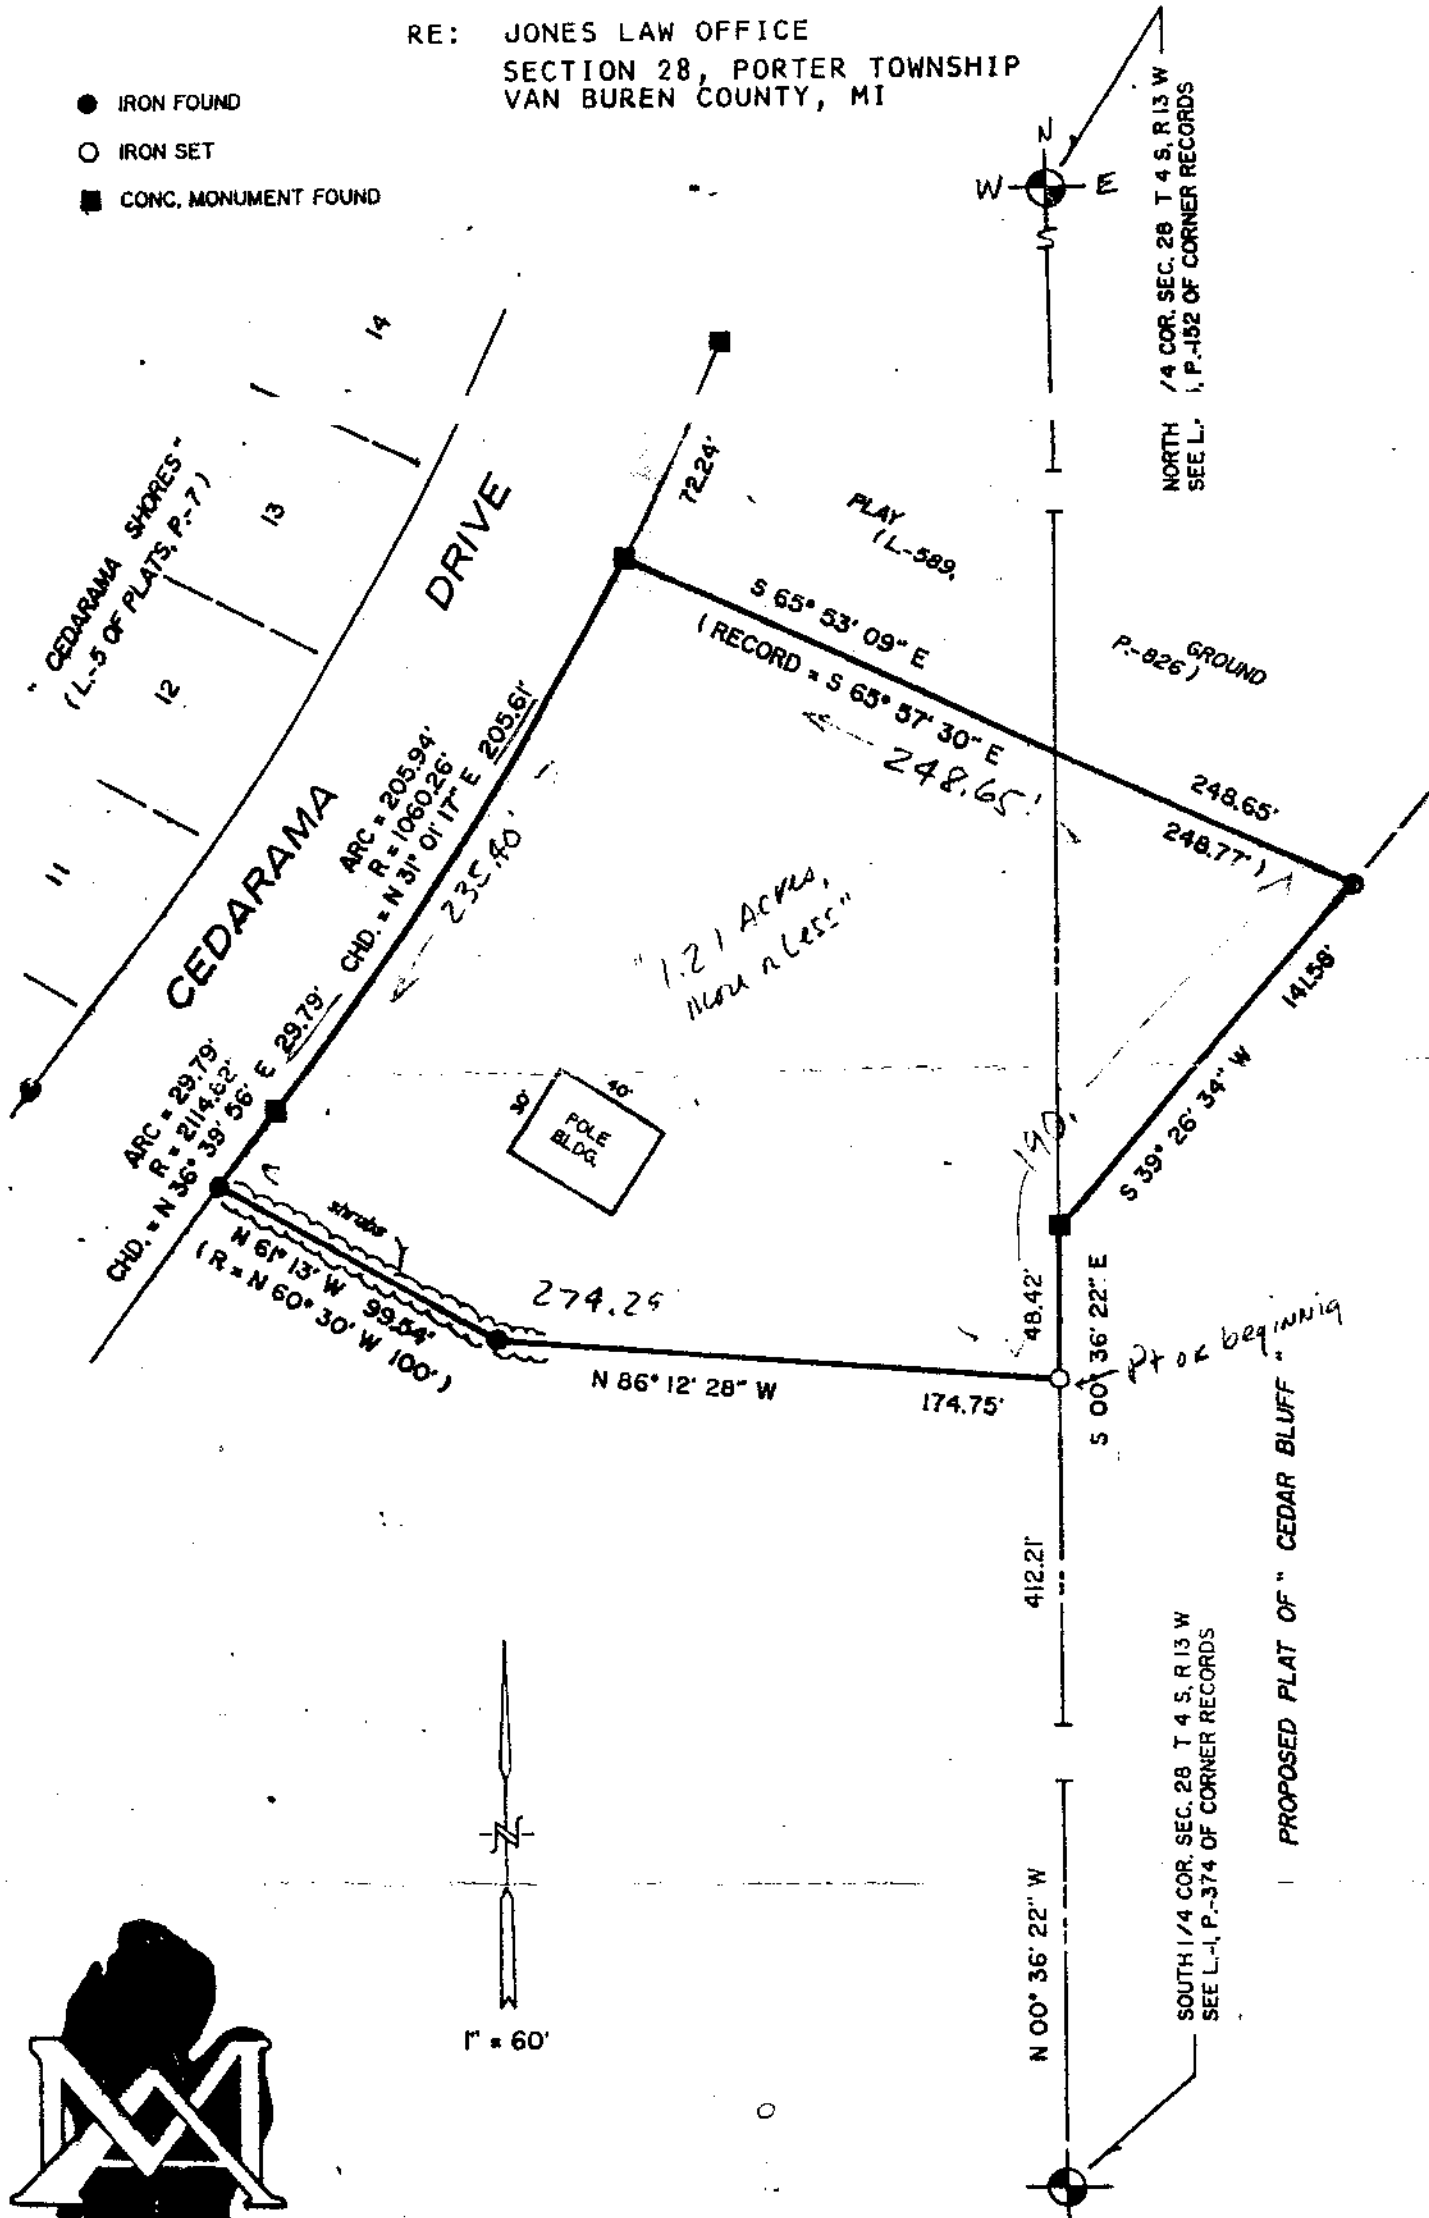 RE: JONES LAW OFFICE
SECTION 28, PORTER TOWNSHIP
VAN BUREN COUNTY, MI
IRON FOUND
IRON SET
CONC. MONUMENT FOUND
N
W E
S
NORTH /4 COR. SEC. 28 T 4 S, R 13 W
SEE L.- , P.-152 OF CORNER RECORDS
14
13
12
11
" CEDARAMA SHORES "
(L.-5 OF PLATS, P.-7)
CEDARAMA DRIVE
72.24'
PLAY GROUND
(L-589, P.-826)
S 65° 53' 09" E 248.65'
(RECORD = S 65° 57' 30" E 248.77')
248.65'
ARC = 205.94'
R = 1060.26'
CHD. = N 31° 01' 17" E 205.61'
235.40'
"1.21 Acres,
more or less"
ARC = 29.79'
R = 2114.62'
CHD. = N 36° 39' 56" E 29.79'
30'
40'
POLE
BLDG.
141.58'
S 39° 26' 34" W
190.
shrubs
N 61° 13' W 99.54'
(R = N 60° 30' W 100')
274.29
48.42'
S 00° 36' 22" E
Pt of beginnig
N 86° 12' 28" W 174.75'
412.21'
PROPOSED PLAT OF " CEDAR BLUFF "
N
1" = 60'
N 00° 36' 22" W
SOUTH 1/4 COR. SEC. 28 T 4 S, R 13 W
SEE L.-1, P.-374 OF CORNER RECORDS